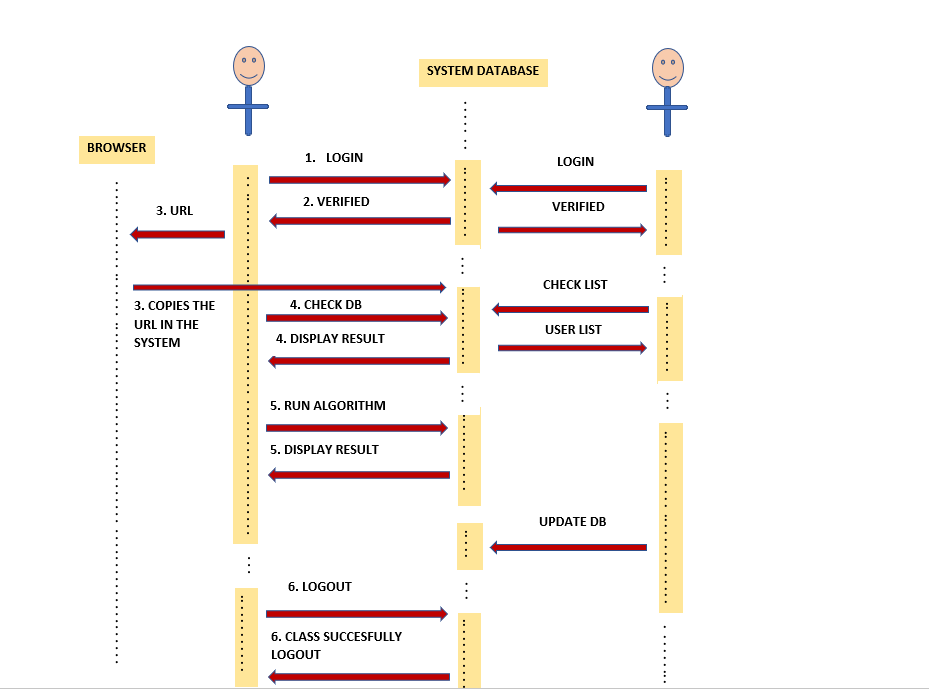 SYSTEM DATABASE
BROWSER
1. LOGIN
LOGIN
2. VERIFIED
VERIFIED
3. URL
CHECK LIST
3. COPIES THE
URL IN THE
SYSTEM
4. CHECK DB
USER LIST
4. DISPLAY RESULT
5. RUN ALGORITHM
5. DISPLAY RESULT
UPDATE DB
6. LOGOUT
6. CLASS SUCCESFULLY
LOGOUT